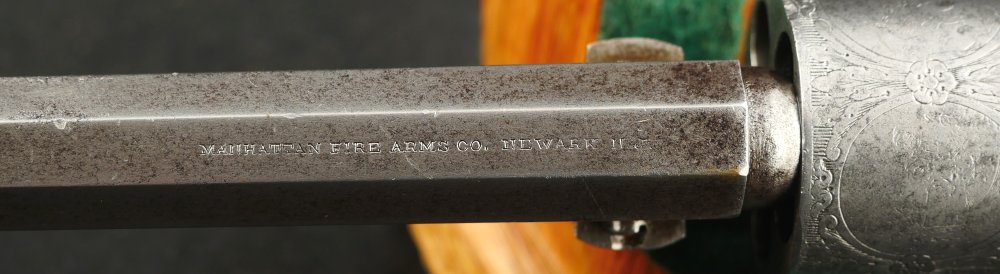 MANHATTAN FIRE ARMS CO. NEWARK N.J.